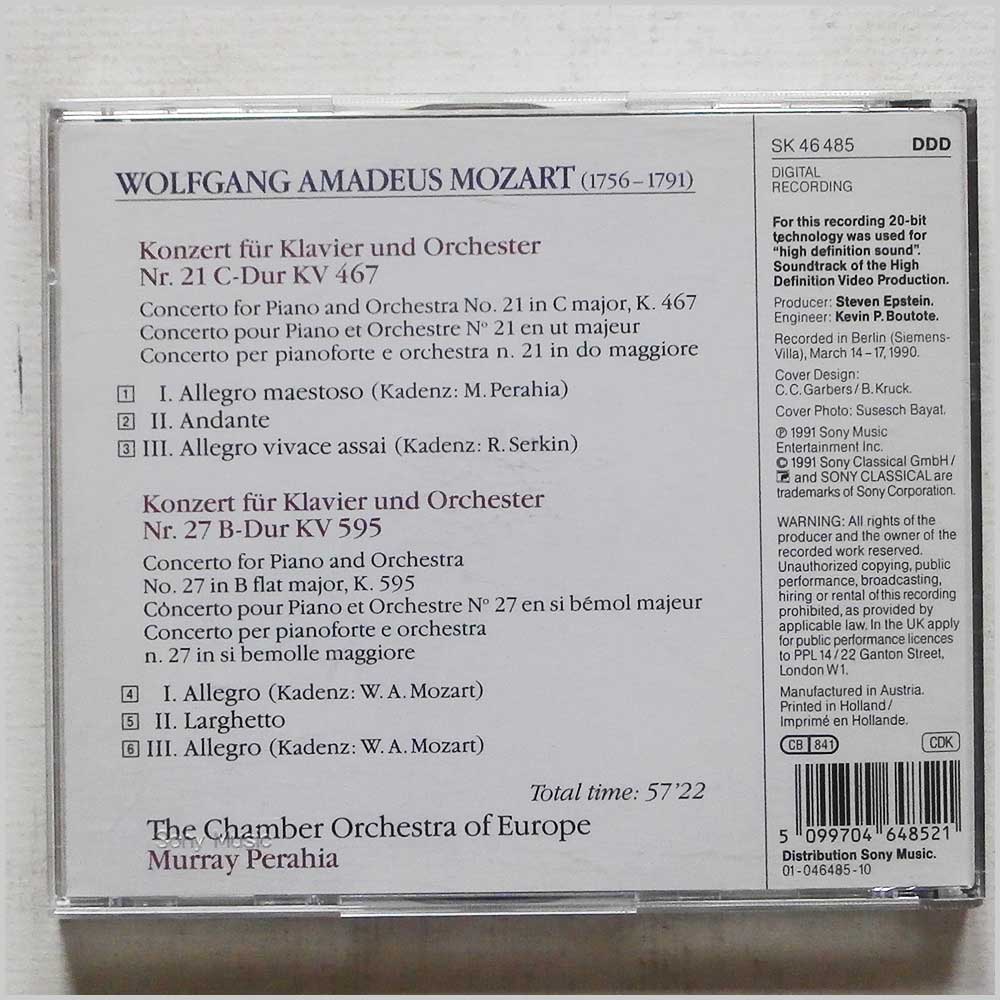 WOLFGANG AMADEUS MOZART (1756–1791)
Konzert für Klavier und Orchester
Nr. 21 C-Dur KV 467
Concerto for Piano and Orchestra No. 21 in C major, K. 467
Concerto pour Piano et Orchestre Nº 21 en ut majeur
Concerto per pianoforte e orchestra n. 21 in do maggiore
1 I. Allegro maestoso (Kadenz: M. Perahia)
2 II. Andante
3 III. Allegro vivace assai (Kadenz: R. Serkin)
Konzert für Klavier und Orchester
Nr. 27 B-Dur KV 595
Concerto for Piano and Orchestra
No. 27 in B flat major, K. 595
Concerto pour Piano et Orchestre Nº 27 en si bémol majeur
Concerto per pianoforte e orchestra
n. 27 in si bemolle maggiore
4 I. Allegro (Kadenz: W. A. Mozart)
5 II. Larghetto
6 III. Allegro (Kadenz: W. A. Mozart)
Total time: 57'22
The Chamber Orchestra of Europe
Sony Music
Murray Perahia
SK 46 485 DDD
DIGITAL
RECORDING
For this recording 20-bit
technology was used for
“high definition sound”.
Soundtrack of the High
Definition Video Production.
Producer: Steven Epstein.
Engineer: Kevin P. Boutote.
Recorded in Berlin (Siemens-
Villa), March 14–17, 1990.
Cover Design:
C. C. Garbers / B. Kruck.
Cover Photo: Susesch Bayat.
℗ 1991 Sony Music
Entertainment Inc.
© 1991 Sony Classical GmbH /
and SONY CLASSICAL are
trademarks of Sony Corporation.
WARNING: All rights of the
producer and the owner of the
recorded work reserved.
Unauthorized copying, public
performance, broadcasting,
hiring or rental of this recording
prohibited, as provided by
applicable law. In the UK apply
for public performance licences
to PPL 14 / 22 Ganton Street,
London W1.
Manufactured in Austria.
Printed in Holland /
Imprimé en Hollande.
CB 841 CDK
5 099704 648521
Distribution Sony Music.
01-046485-10